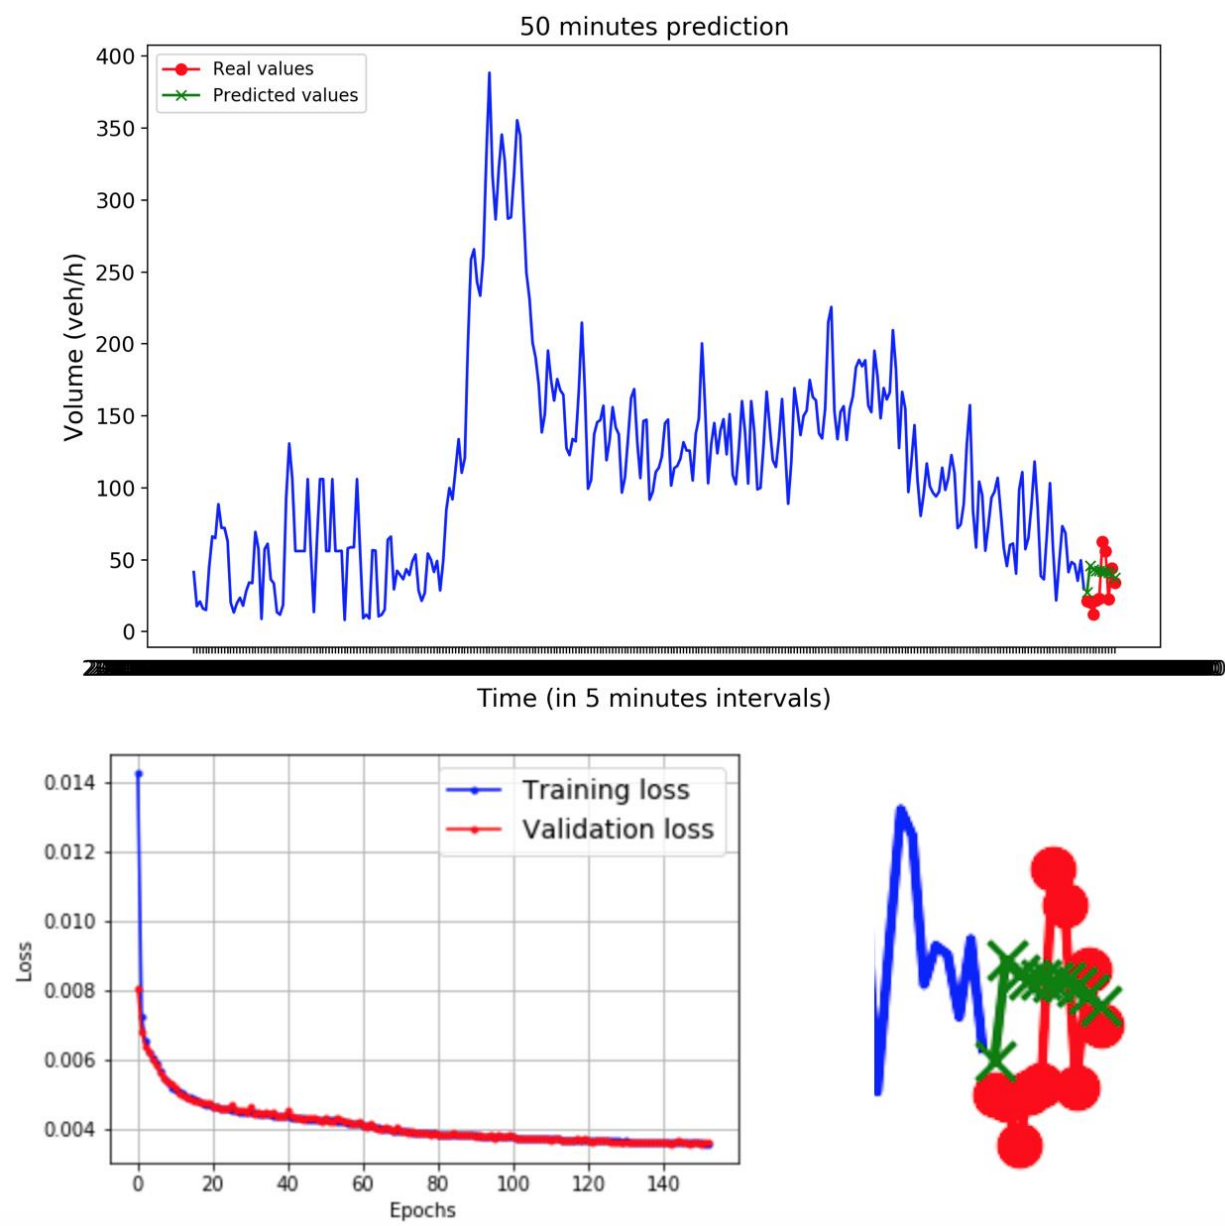 50 minutes prediction
400
350
300
250
200
150
100
50
0
Volume (veh/h)
Real values
Predicted values
Time (in 5 minutes intervals)
0.014
0.012
0.010
0.008
0.006
0.004
Loss
Training loss
Validation loss
0 20 40 60 80 100 120 140
Epochs